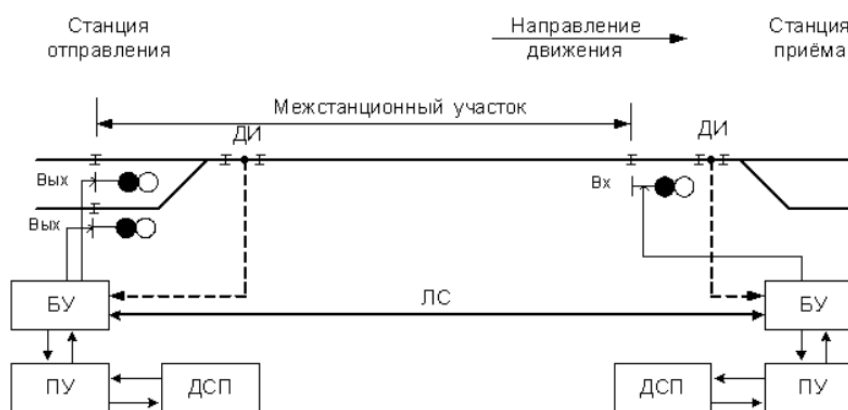 Станция
отправления
Направление
движения
Станция
приёма
Межстанционный участок
ДИ
ДИ
Вых
Вх
Вых
БУ
ЛС
БУ
ПУ
ДСП
ДСП
ПУ